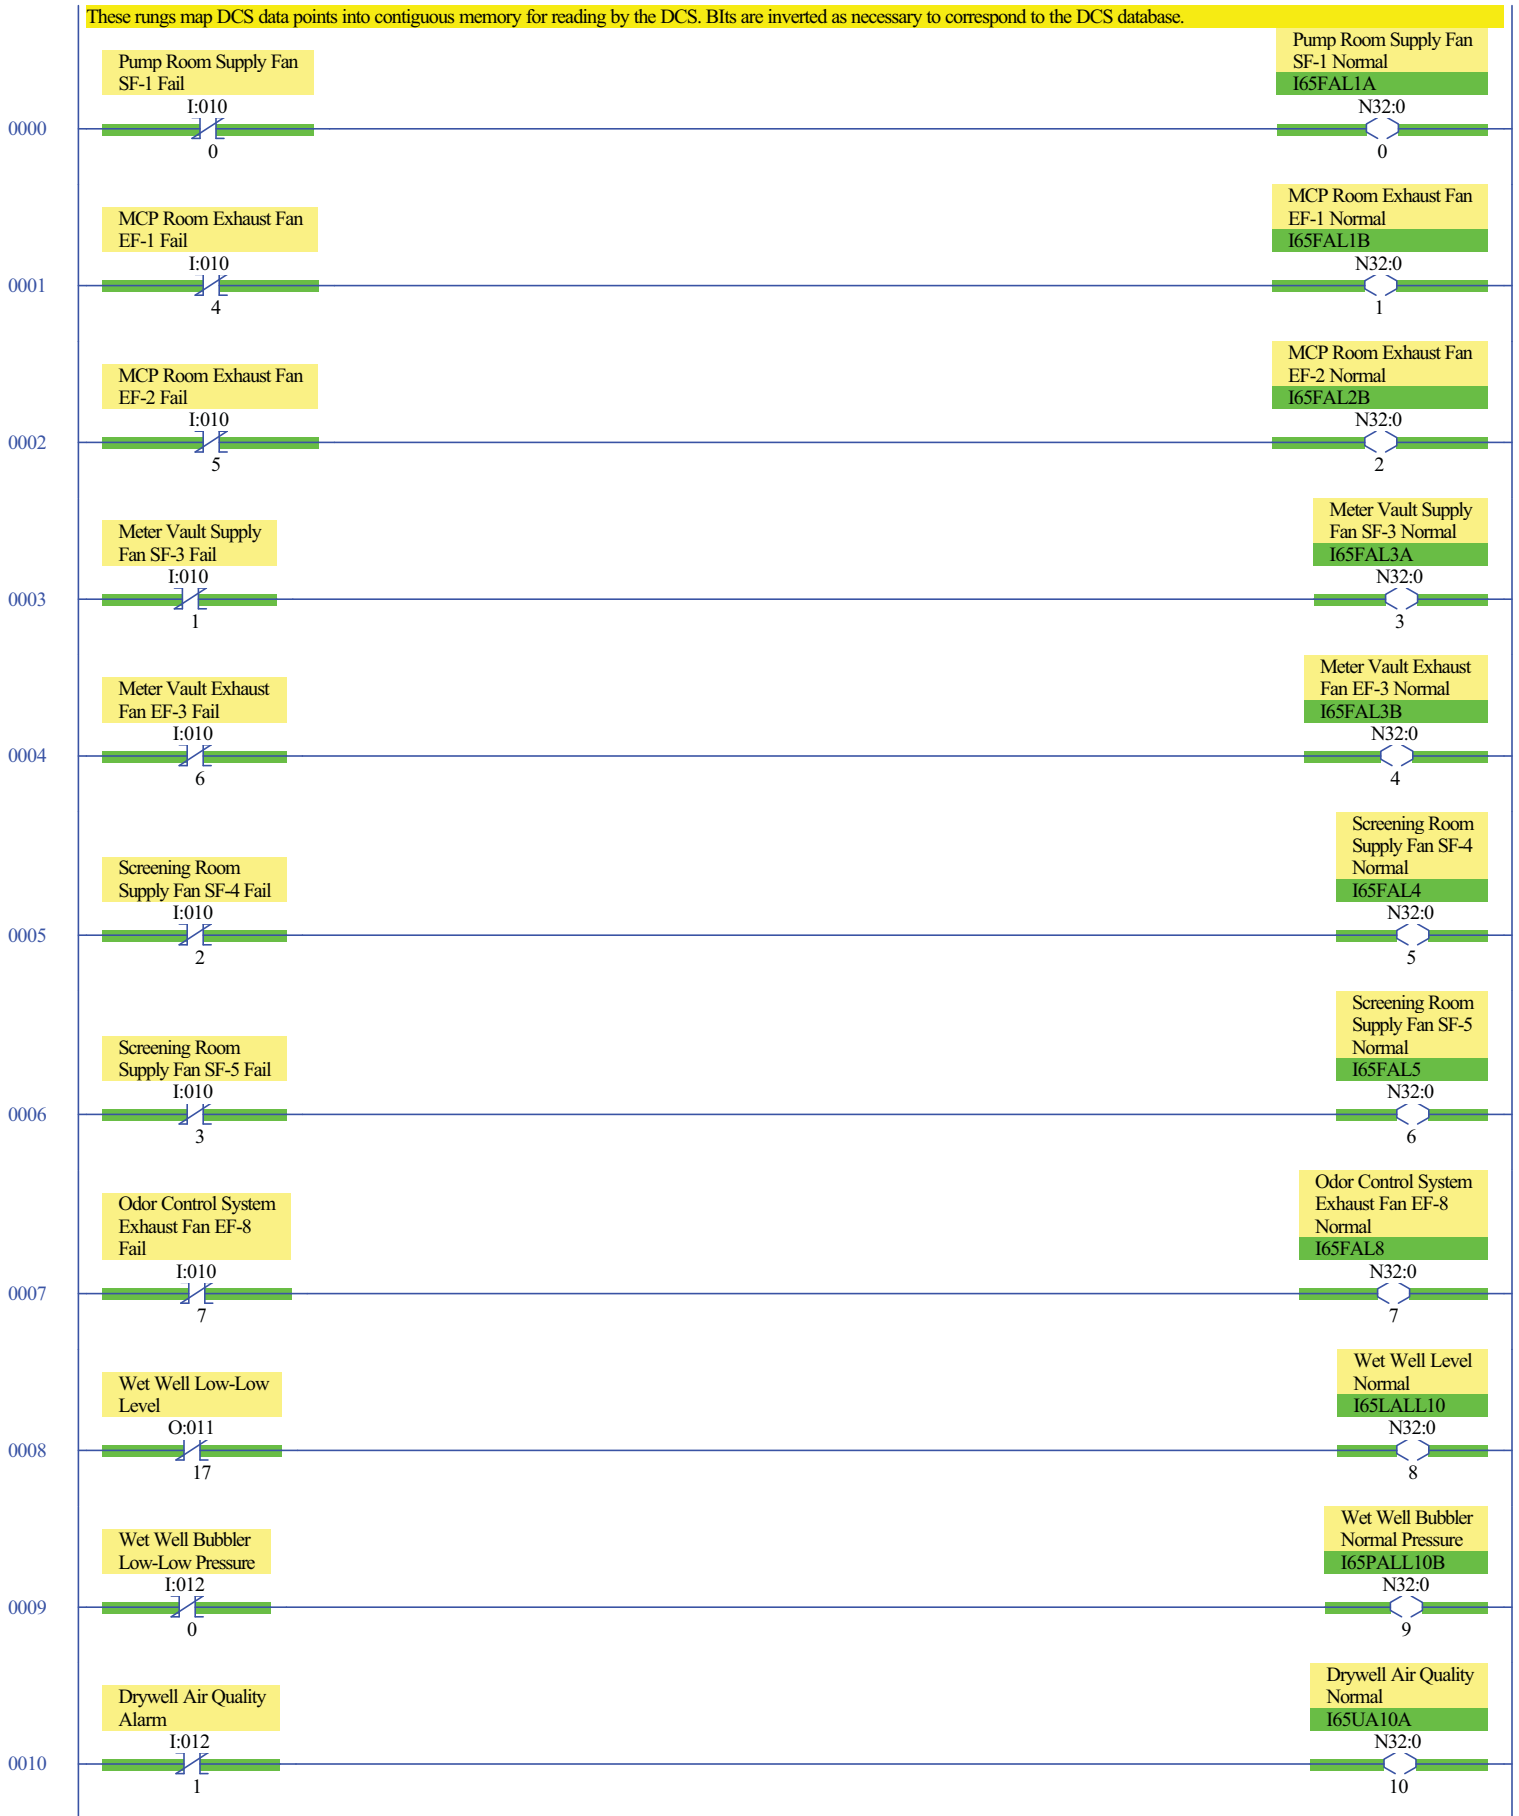 These rungs map DCS data points into contiguous memory for reading by the DCS. BIts are inverted as necessary to correspond to the DCS database.
Pump Room Supply Fan
SF-1 Fail
I:010
0
Pump Room Supply Fan
SF-1 Normal
I65FAL1A
N32:0
0
0000
MCP Room Exhaust Fan
EF-1 Fail
I:010
4
MCP Room Exhaust Fan
EF-1 Normal
I65FAL1B
N32:0
1
0001
MCP Room Exhaust Fan
EF-2 Fail
I:010
5
MCP Room Exhaust Fan
EF-2 Normal
I65FAL2B
N32:0
2
0002
Meter Vault Supply
Fan SF-3 Fail
I:010
1
Meter Vault Supply
Fan SF-3 Normal
I65FAL3A
N32:0
3
0003
Meter Vault Exhaust
Fan EF-3 Fail
I:010
6
Meter Vault Exhaust
Fan EF-3 Normal
I65FAL3B
N32:0
4
0004
Screening Room
Supply Fan SF-4 Fail
I:010
2
Screening Room
Supply Fan SF-4
Normal
I65FAL4
N32:0
5
0005
Screening Room
Supply Fan SF-5 Fail
I:010
3
Screening Room
Supply Fan SF-5
Normal
I65FAL5
N32:0
6
0006
Odor Control System
Exhaust Fan EF-8
Fail
I:010
7
Odor Control System
Exhaust Fan EF-8
Normal
I65FAL8
N32:0
7
0007
Wet Well Low-Low
Level
O:011
17
Wet Well Level
Normal
I65LALL10
N32:0
8
0008
Wet Well Bubbler
Low-Low Pressure
I:012
0
Wet Well Bubbler
Normal Pressure
I65PALL10B
N32:0
9
0009
Drywell Air Quality
Alarm
I:012
1
Drywell Air Quality
Normal
I65UA10A
N32:0
10
0010